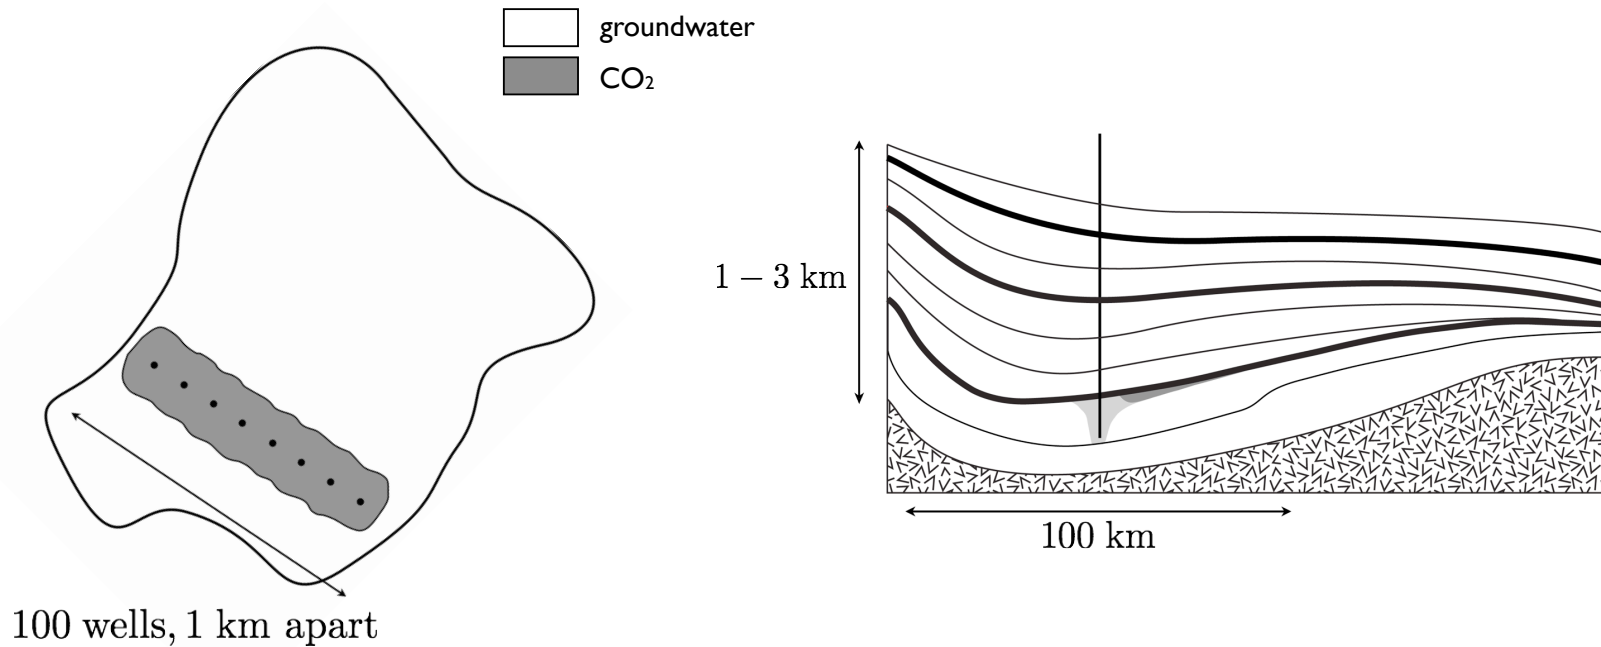 groundwater
CO₂
1 – 3 km
100 km
100 wells, 1 km apart